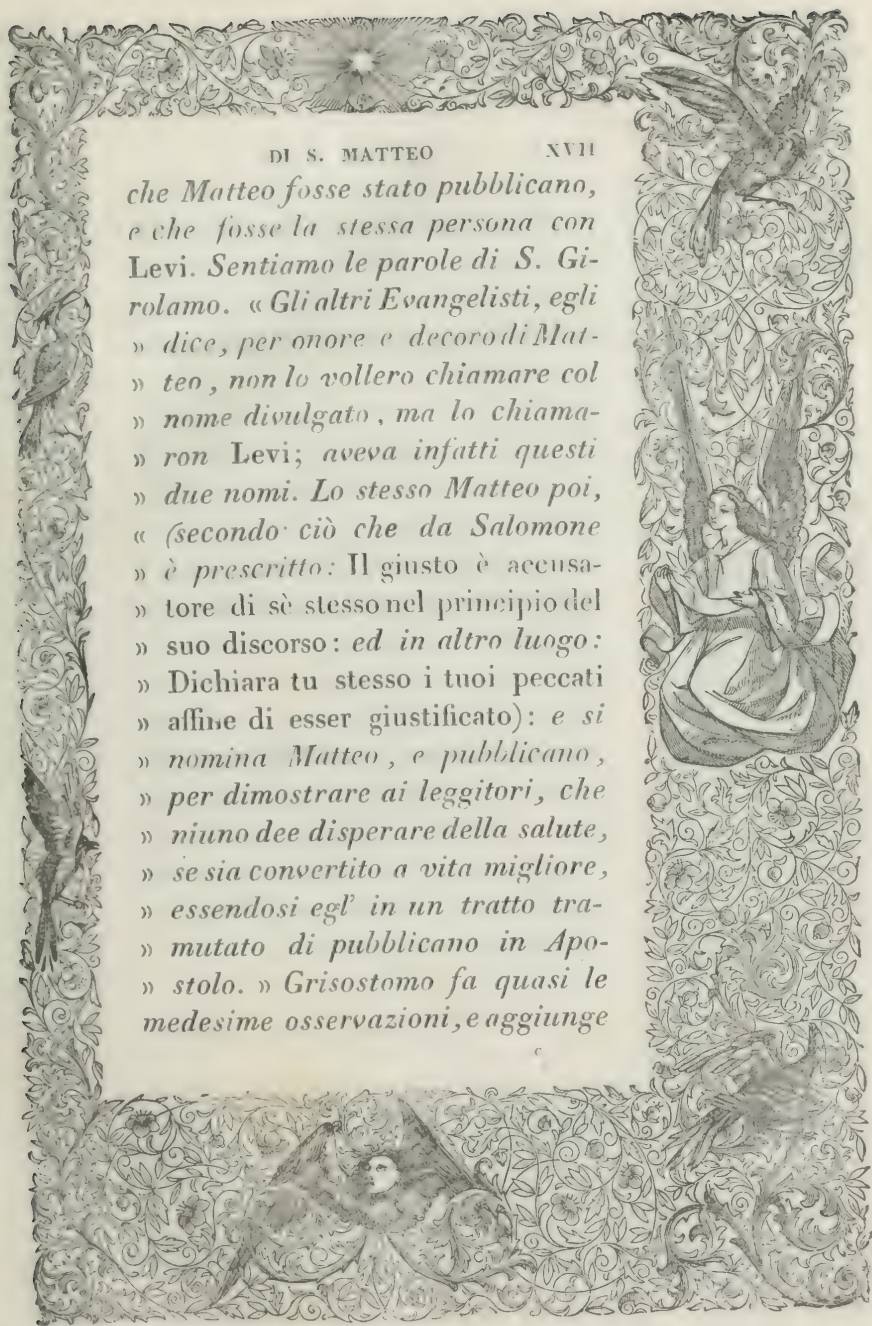 DI S. MATTEO XVII
che Matteo fosse stato pubblicano,
e che fosse la stessa persona con
Levi. Sentiamo le parole di S. Gi-
rolamo. « Gli altri Evangelisti, egli
» dice, per onore e decoro di Mat-
» teo, non lo vollero chiamare col
» nome divulgato, ma lo chiama-
» ron Levi; aveva infatti questi
» due nomi. Lo stesso Matteo poi,
« (secondo ciò che da Salomone
» è prescritto: Il giusto è accusa-
» tore di sè stesso nel principio del
» suo discorso: ed in altro luogo:
» Dichiara tu stesso i tuoi peccati
» affine di esser giustificato): e si
» nomina Matteo, e pubblicano,
» per dimostrare ai leggitori, che
» niuno dee disperare della salute,
» se sia convertito a vita migliore,
» essendosi egl' in un tratto tra-
» mutato di pubblicano in Apo-
» stolo. » Grisostomo fa quasi le
medesime osservazioni, e aggiunge
c